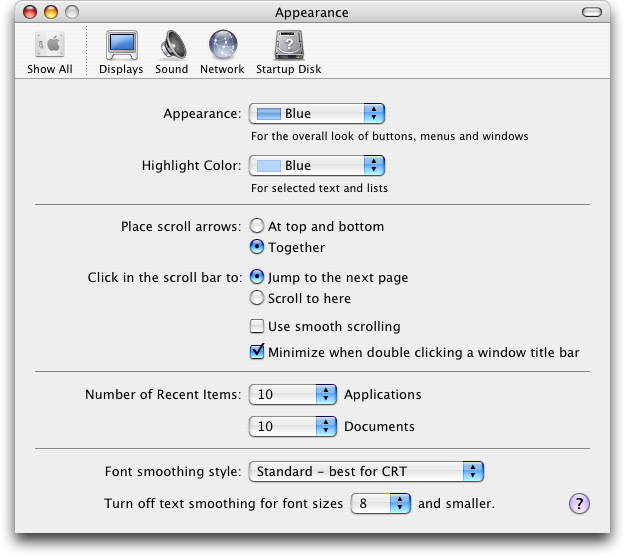 Appearance
Show All Displays Sound Network Startup Disk
Appearance: Blue
For the overall look of buttons, menus and windows
Highlight Color: Blue
For selected text and lists
Place scroll arrows: At top and bottom
Together
Click in the scroll bar to: Jump to the next page
Scroll to here
Use smooth scrolling
Minimize when double clicking a window title bar
Number of Recent Items: 10 Applications
10 Documents
Font smoothing style: Standard – best for CRT
Turn off text smoothing for font sizes 8 and smaller. ?